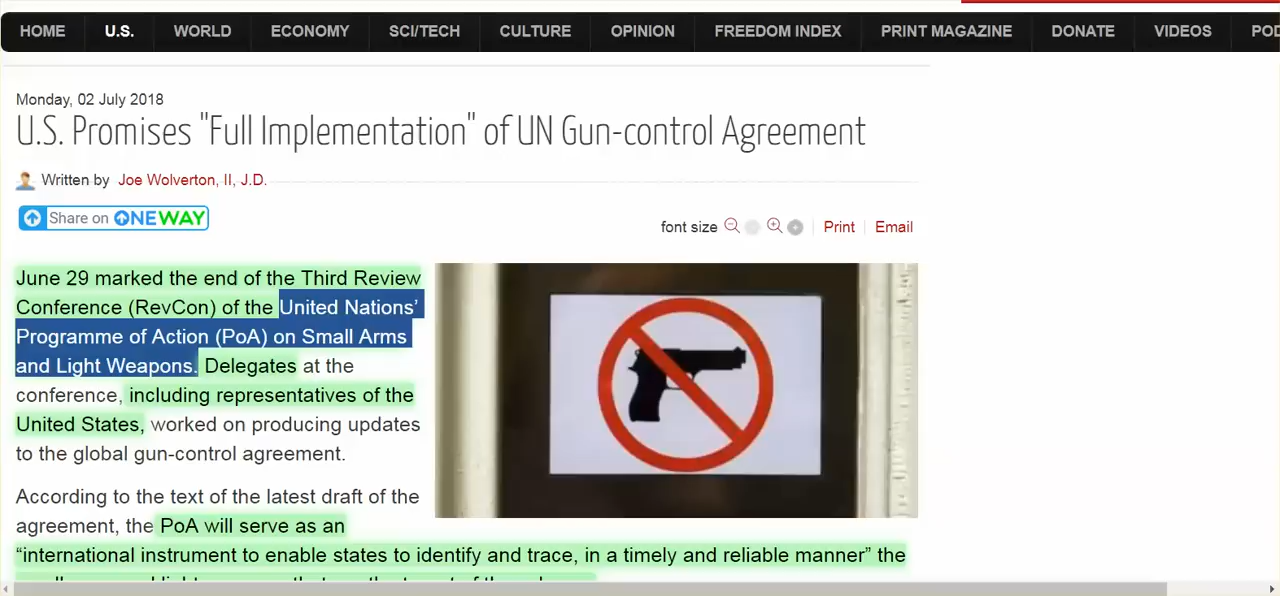 HOME U.S. WORLD ECONOMY SCI/TECH CULTURE OPINION FREEDOM INDEX PRINT MAGAZINE DONATE VIDEOS
Monday, 02 July 2018
U.S. Promises "Full Implementation" of UN Gun-control Agreement
Written by Joe Wolverton, II, J.D.
Share on ONEWAY
font size Print Email
June 29 marked the end of the Third Review
Conference (RevCon) of the United Nations’
Programme of Action (PoA) on Small Arms
and Light Weapons. Delegates at the
conference, including representatives of the
United States, worked on producing updates
to the global gun-control agreement.
According to the text of the latest draft of the
agreement, the PoA will serve as an
“international instrument to enable states to identify and trace, in a timely and reliable manner” the